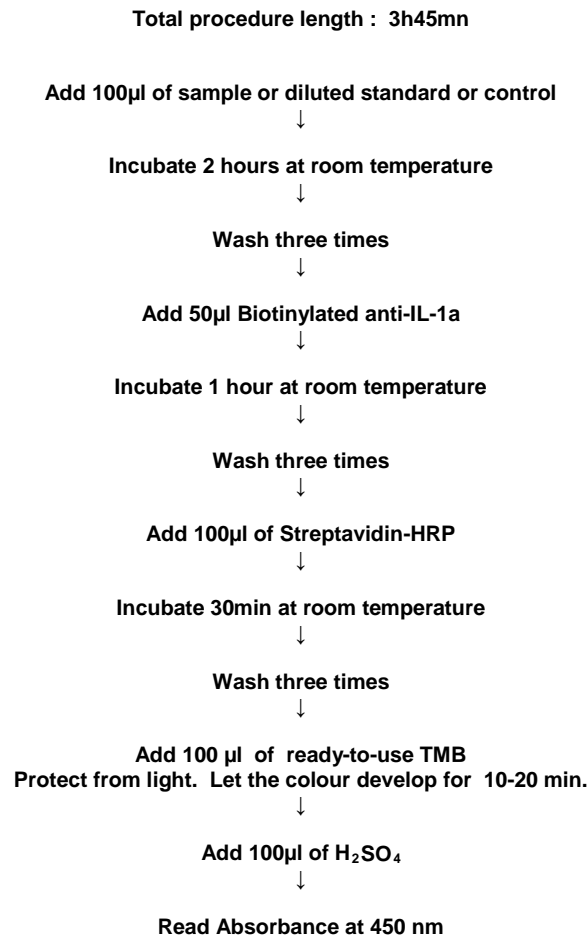 Total procedure length : 3h45mn
Add 100µl of sample or diluted standard or control
↓
Incubate 2 hours at room temperature
↓
Wash three times
↓
Add 50µl Biotinylated anti-IL-1a
↓
Incubate 1 hour at room temperature
↓
Wash three times
↓
Add 100µl of Streptavidin-HRP
↓
Incubate 30min at room temperature
↓
Wash three times
↓
Add 100 µl of ready-to-use TMB
Protect from light. Let the colour develop for 10-20 min.
↓
Add 100µl of H₂SO₄
↓
Read Absorbance at 450 nm